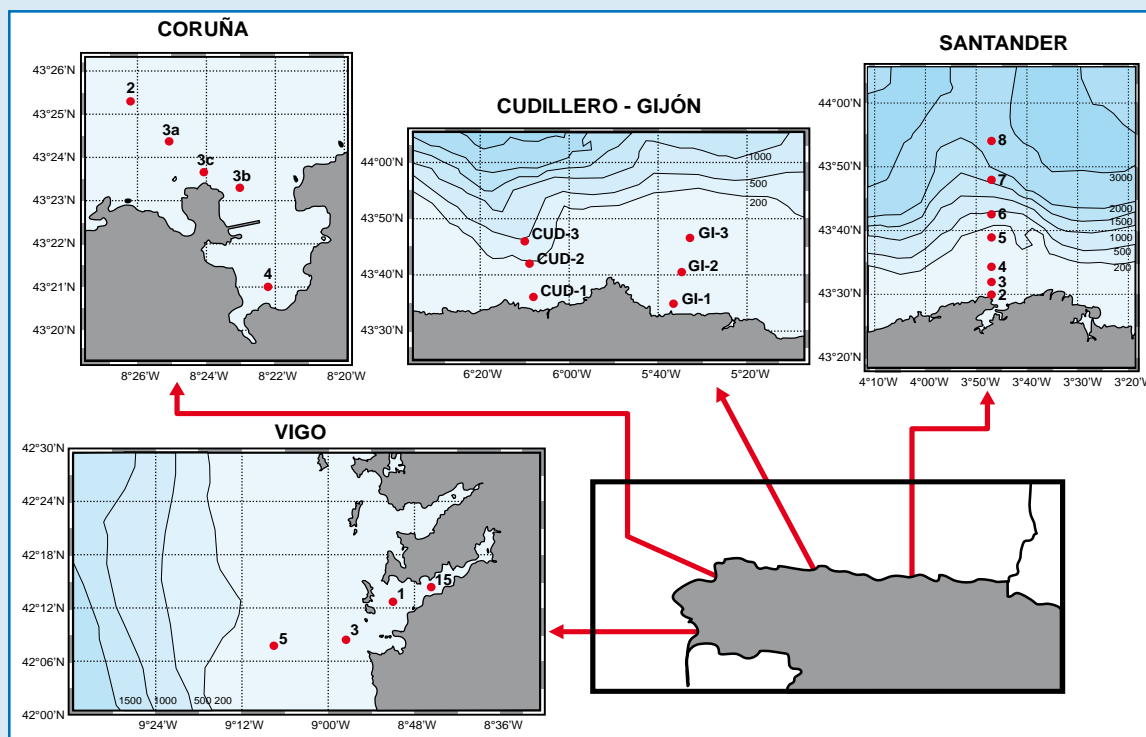 CORUÑA
43°26'N
43°25'N
43°24'N
43°23'N
43°22'N
43°21'N
43°20'N
2
3a
3c
3b
4
8°26'W
8°24'W
8°22'W
8°20'W
CUDILLERO - GIJÓN
44°00'N
43°50'N
43°40'N
43°30'N
1000
500
200
CUD-3
CUD-2
CUD-1
GI-3
GI-2
GI-1
6°20'W
6°00'W
5°40'W
5°20'W
SANTANDER
44°00'N
43°50'N
43°40'N
43°30'N
43°20'N
8
7
6
5
4
3
2
3000
2000
1500
1000
500
200
4°10'W
4°00'W
3°50'W
3°40'W
3°30'W
3°20'W
VIGO
42°30'N
42°24'N
42°18'N
42°12'N
42°06'N
42°00'N
15
1
3
5
1500
1000
500
200
9°24'W
9°12'W
9°00'W
8°48'W
8°36'W